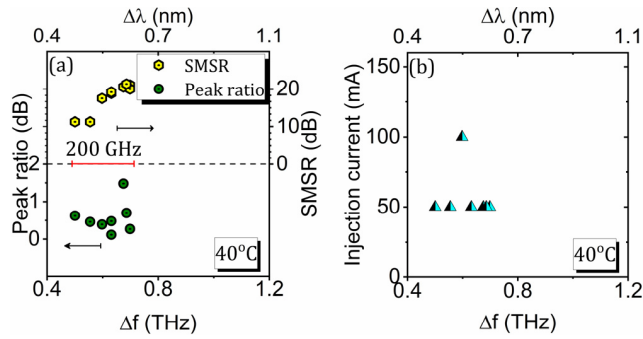 Δλ (nm)
0.4 0.7 1.1
(a)
SMSR
Peak ratio
20
10
0
SMSR (dB)
200 GHz
2
1
0
Peak ratio (dB)
40°C
0.4 0.8 1.2
Δf (THz)
Δλ (nm)
0.4 0.7 1.1
(b)
150
100
50
0
Injection current (mA)
40°C
0.4 0.8 1.2
Δf (THz)